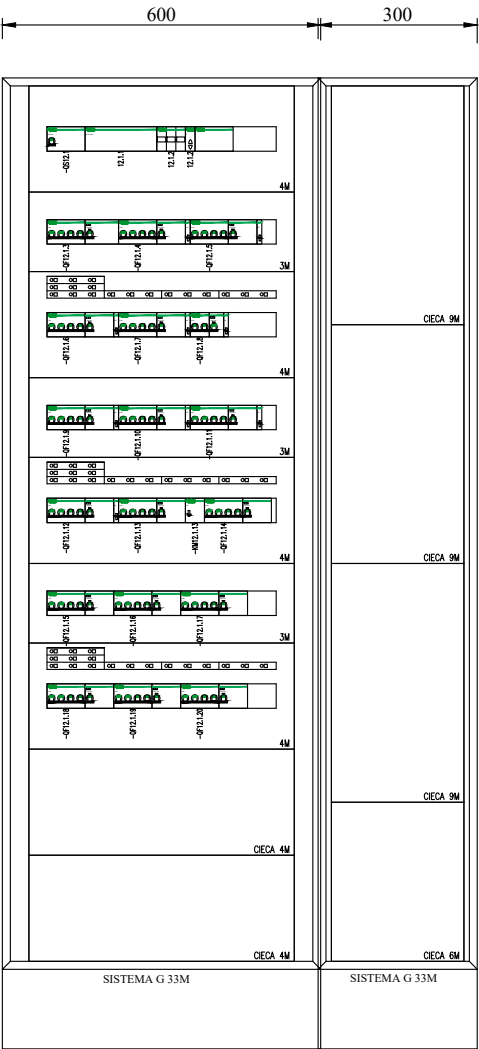 600
300
-QS12.1
12.1.1
12.1.2
12.1.2
4M
-QF12.1.3
-QF12.1.4
-QF12.1.5
3M
-QF12.1.6
-QF12.1.7
-QF12.1.8
4M
-QF12.1.9
-QF12.1.10
-QF12.1.11
3M
-QF12.1.12
-QF12.1.13
-KM12.1.13
-QF12.1.14
4M
-QF12.1.15
-QF12.1.16
-QF12.1.17
3M
-QF12.1.18
-QF12.1.19
-QF12.1.20
4M
CIECA 4M
CIECA 4M
SISTEMA G 33M
CIECA 9M
CIECA 9M
CIECA 9M
CIECA 6M
SISTEMA G 33M